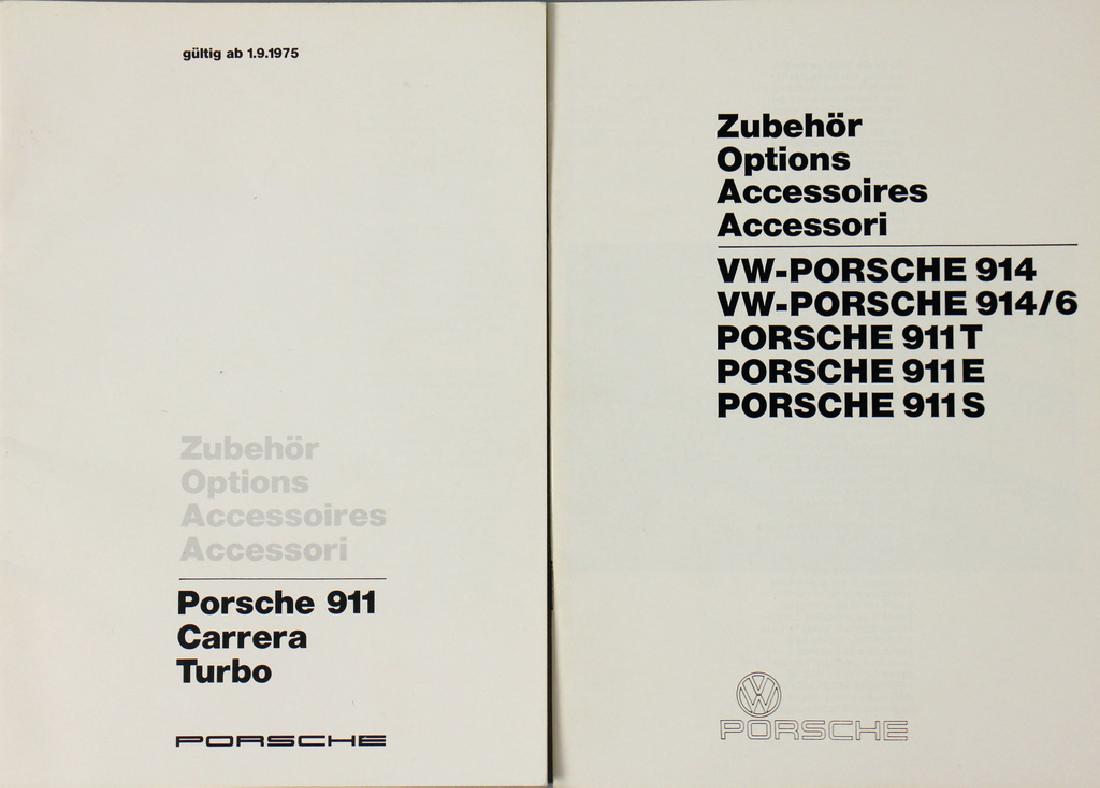 gültig ab 1.9.1975
Zubehör
Options
Accessoires
Accessori
Porsche 911
Carrera
Turbo
PORSCHE
Zubehör
Options
Accessoires
Accessori
VW-PORSCHE 914
VW-PORSCHE 914/6
PORSCHE 911 T
PORSCHE 911 E
PORSCHE 911 S
VW
PORSCHE